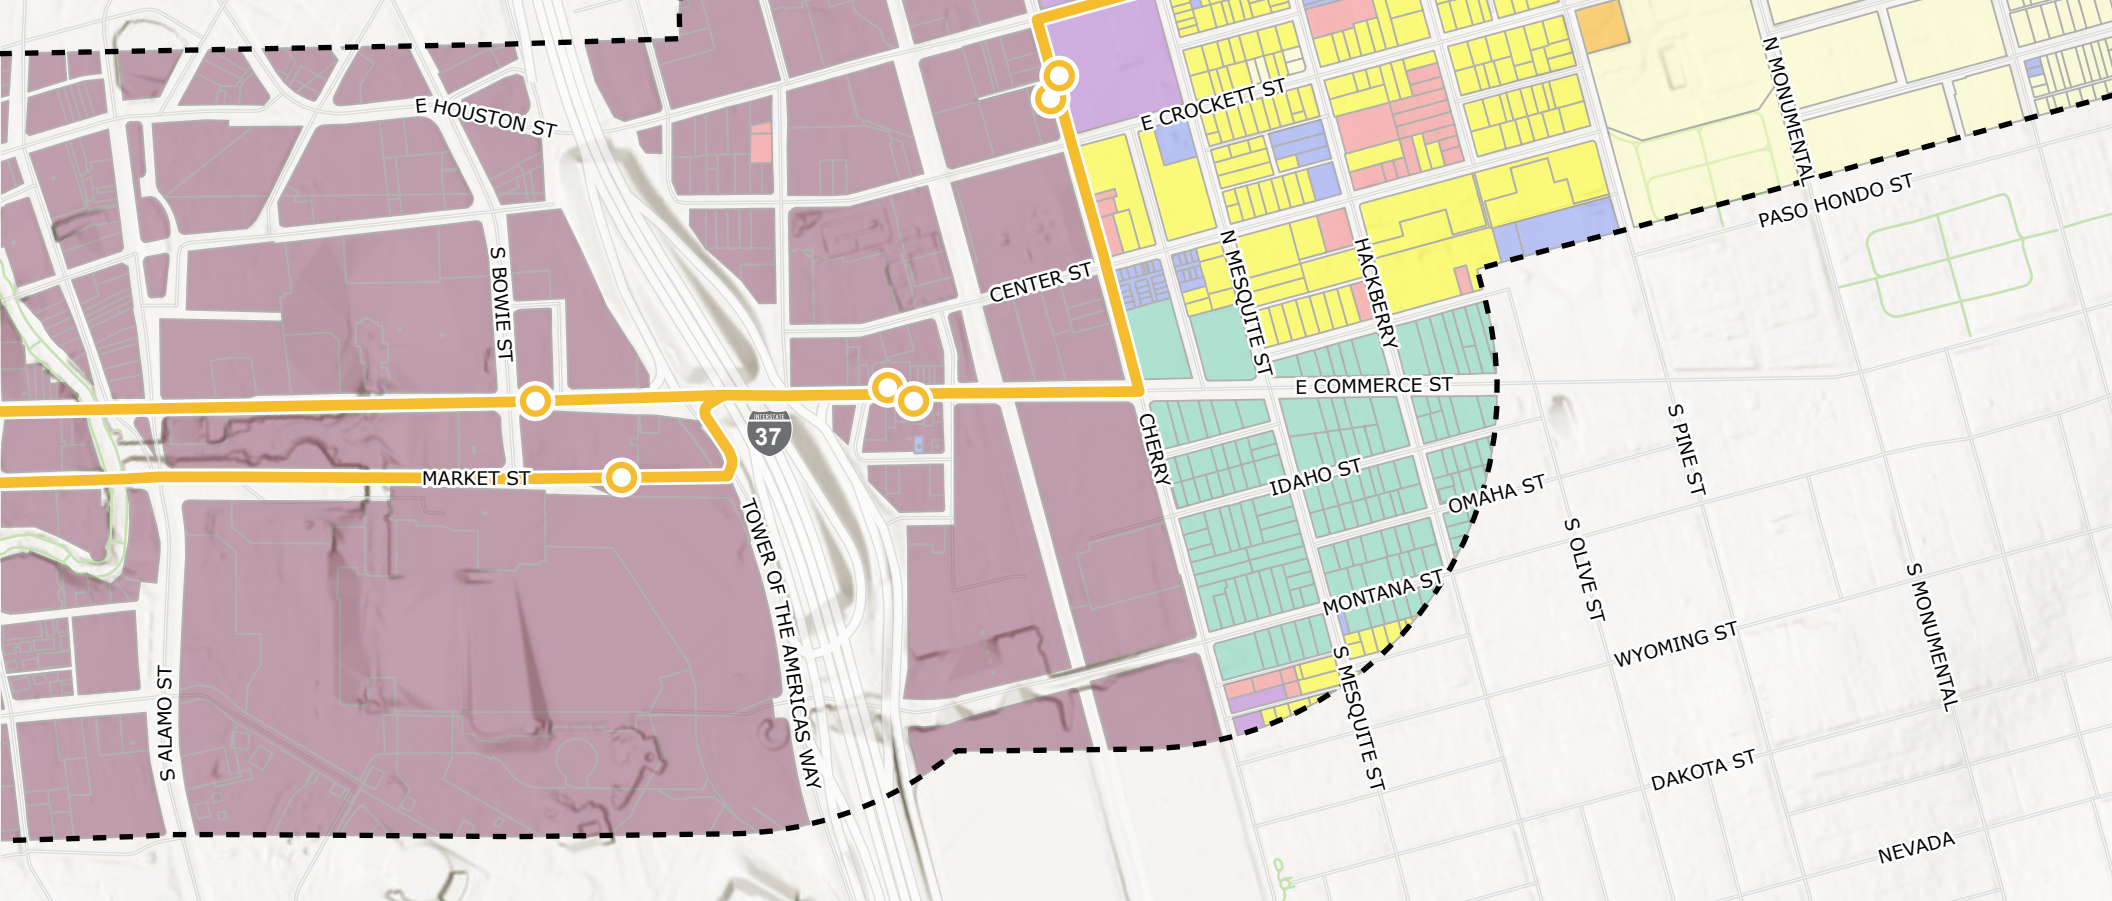 N MONUMENTAL
E HOUSTON ST
E CROCKETT ST
PASO HONDO ST
S BOWIE ST
CENTER ST
N MESQUITE ST
HACKBERRY
E COMMERCE ST
INTERSTATE
37
CHERRY
S PINE ST
MARKET ST
IDAHO ST
OMAHA ST
TOWER OF THE AMERICAS WAY
S OLIVE ST
MONTANA ST
S MONUMENTAL
WYOMING ST
S ALAMO ST
S MESQUITE ST
DAKOTA ST
NEVADA